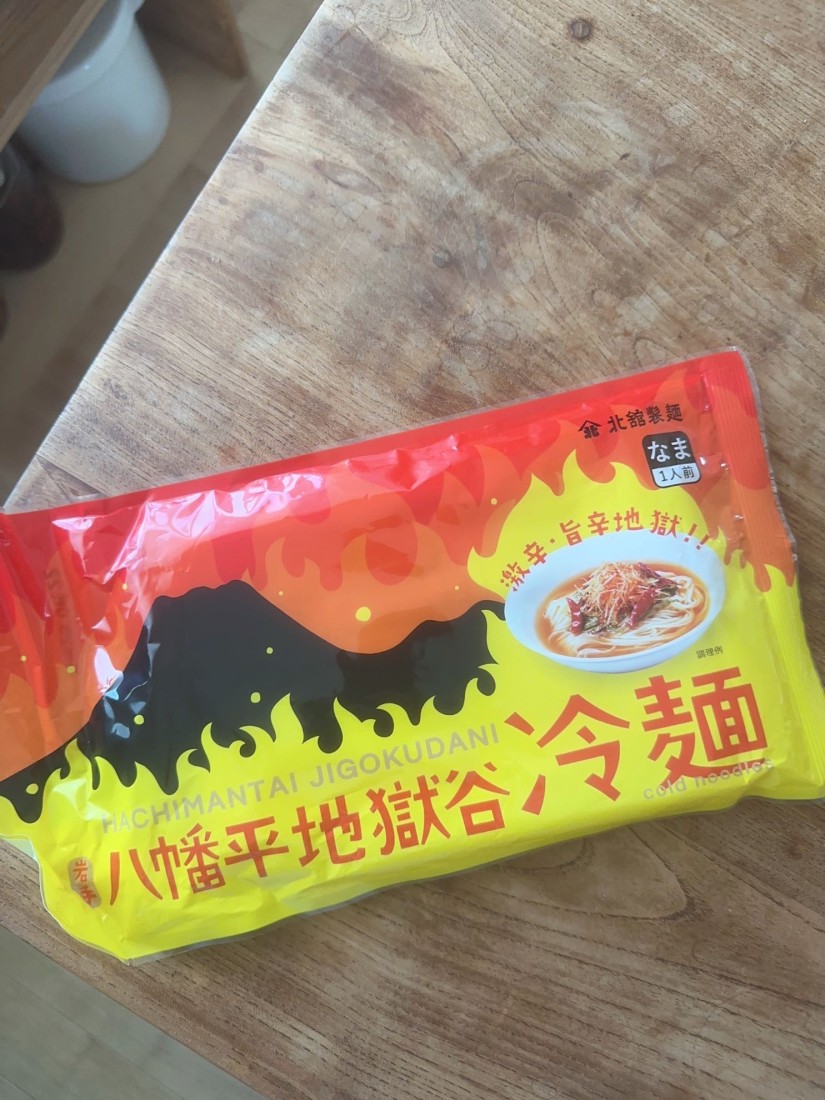 北舘製麺
なま
1人前
激辛・旨辛地獄!!
調理例
HACHIMANTAI JIGOKUDANI
岩手
八幡平地獄谷冷麺
cold noodles